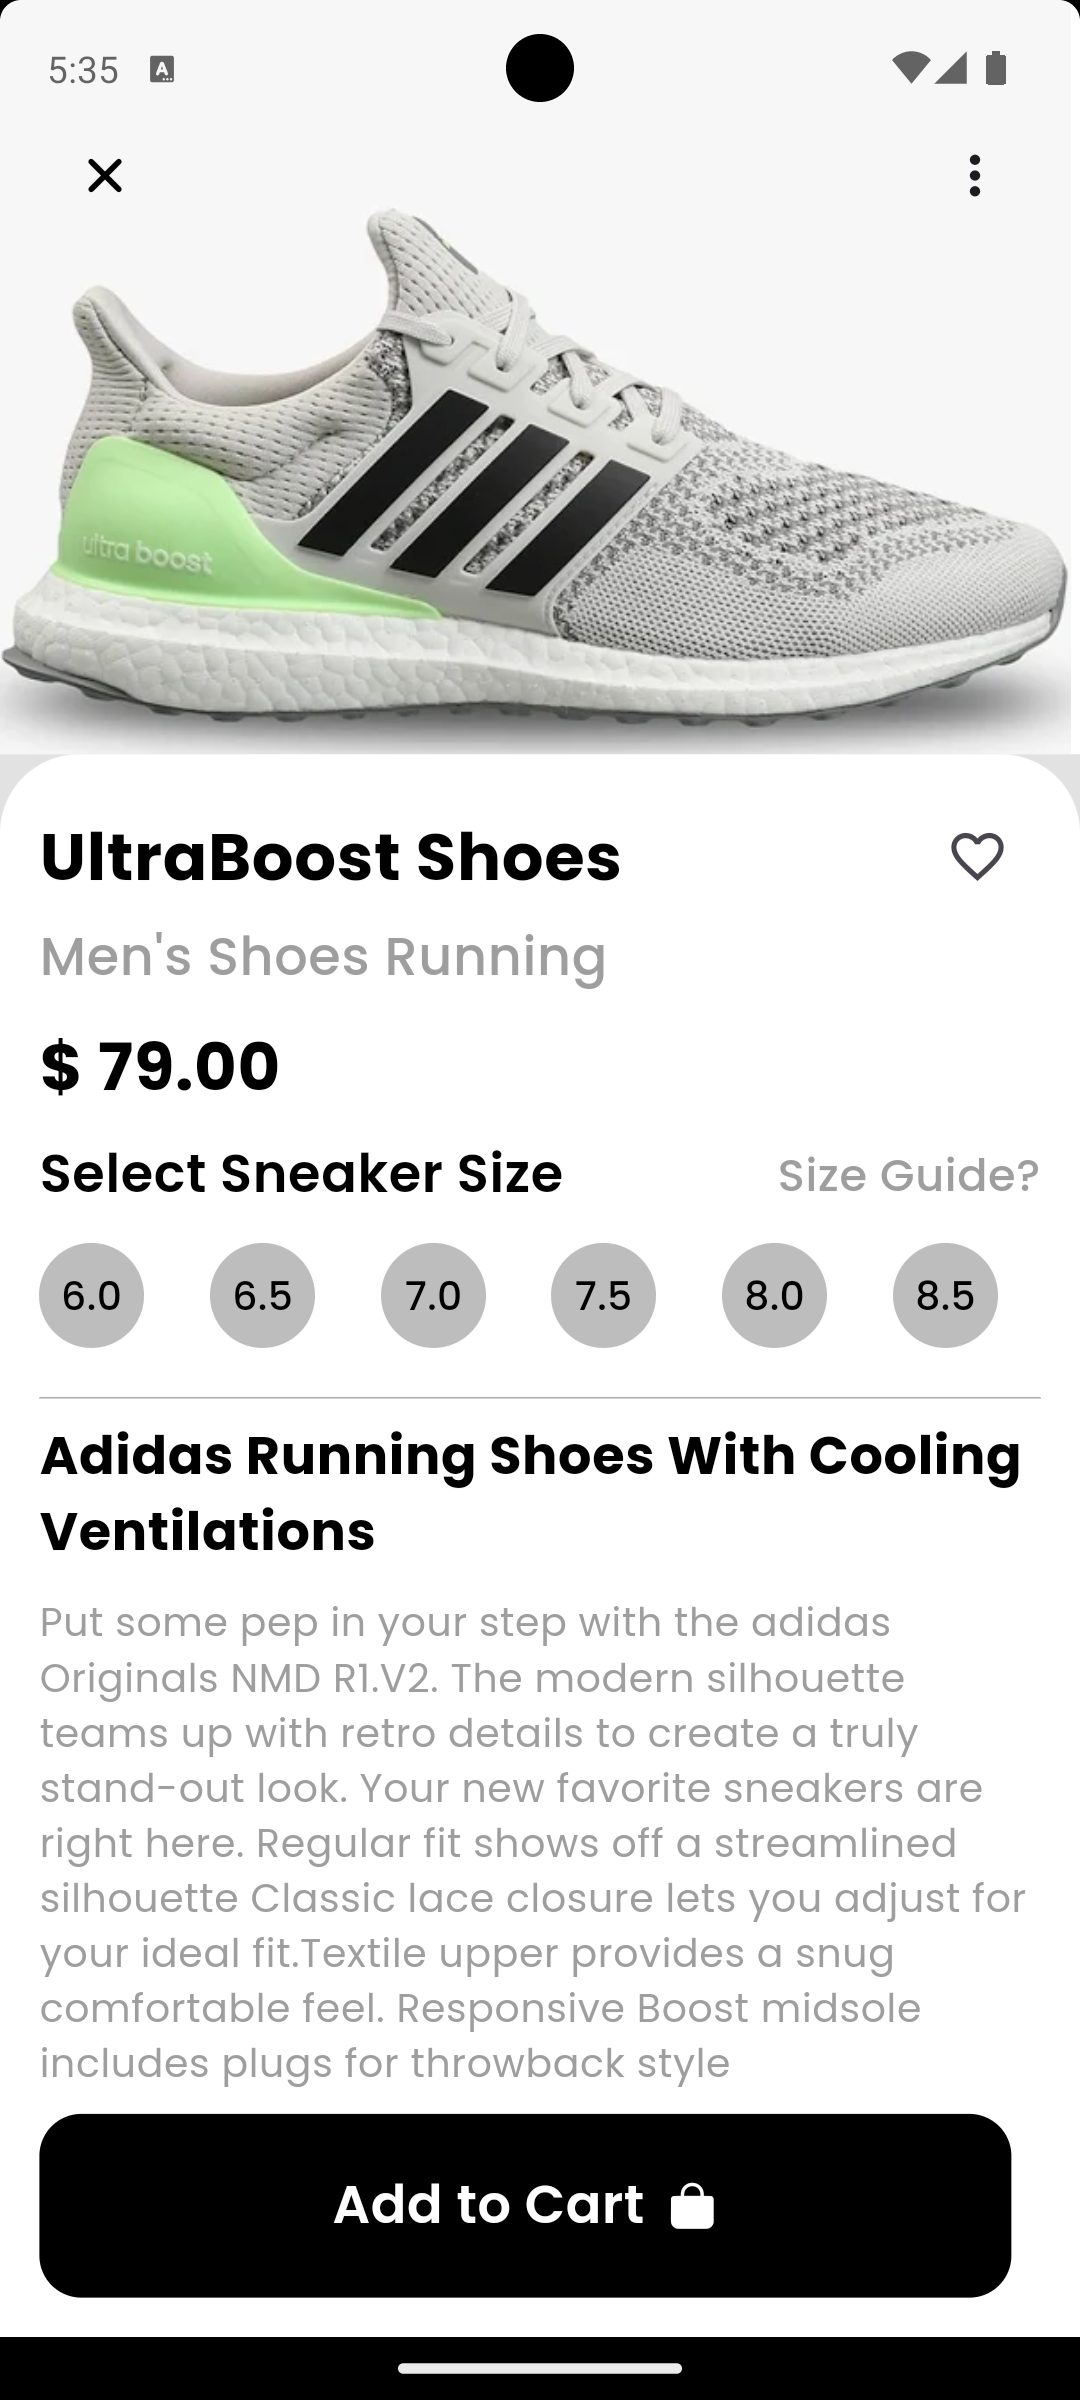 5:35
A
ultra boost
UltraBoost Shoes
Men's Shoes Running
$ 79.00
Select Sneaker Size
Size Guide?
6.0 6.5 7.0 7.5 8.0 8.5
Adidas Running Shoes With Cooling
Ventilations
Put some pep in your step with the adidas
Originals NMD R1.V2. The modern silhouette
teams up with retro details to create a truly
stand-out look. Your new favorite sneakers are
right here. Regular fit shows off a streamlined
silhouette Classic lace closure lets you adjust for
your ideal fit.Textile upper provides a snug
comfortable feel. Responsive Boost midsole
includes plugs for throwback style
Add to Cart